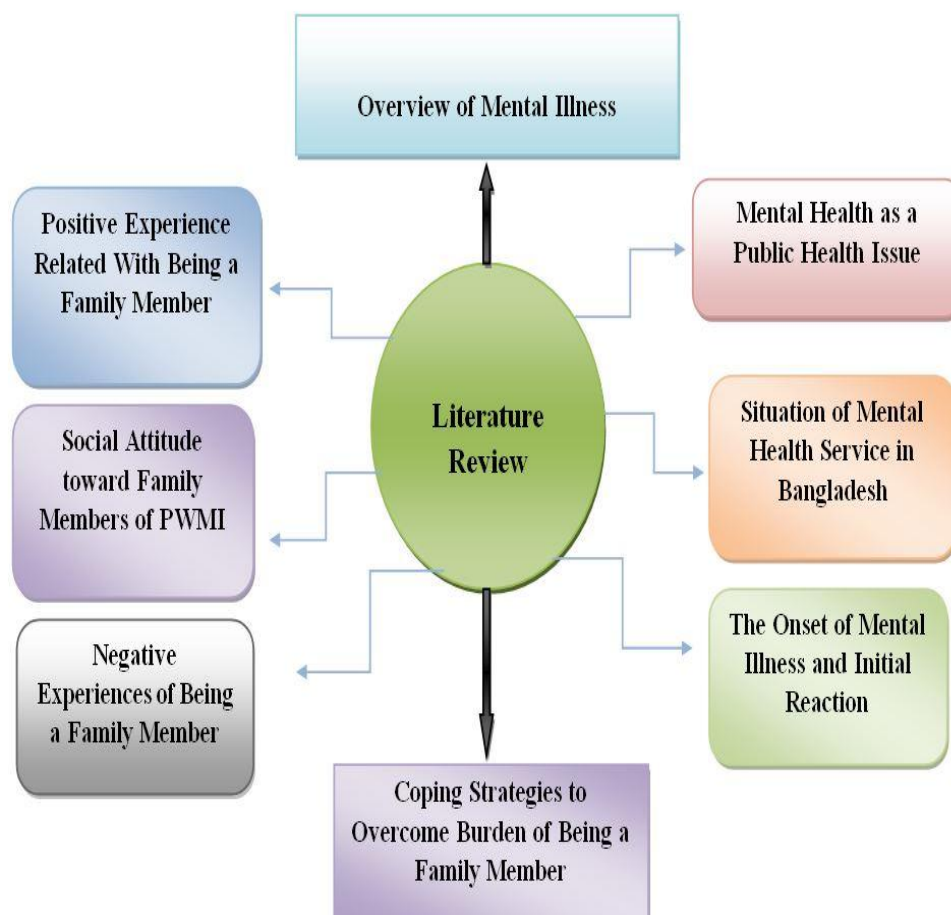 Overview of Mental Illness
Positive Experience
Related With Being a
Family Member
Mental Health as a
Public Health Issue
Literature
Review
Social Attitude
toward Family
Members of PWMI
Situation of Mental
Health Service in
Bangladesh
Negative
Experiences of Being
a Family Member
The Onset of Mental
Illness and Initial
Reaction
Coping Strategies to
Overcome Burden of Being a
Family Member